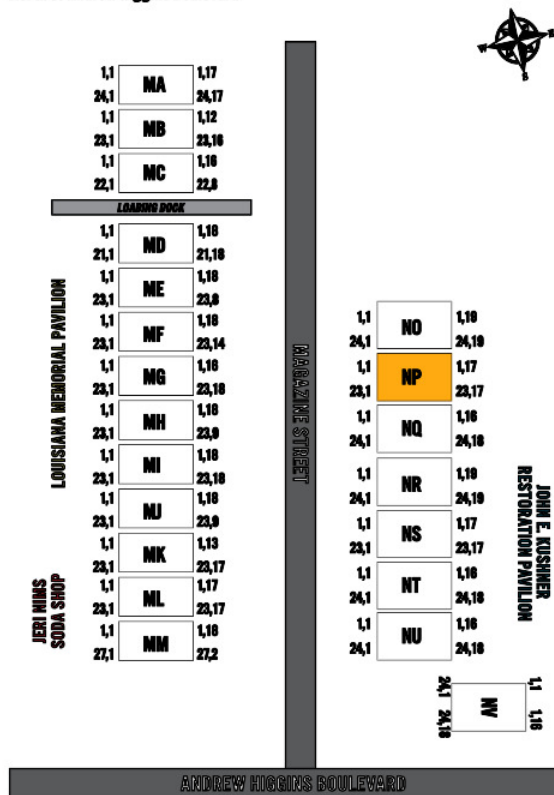 N
W
E
S
1,1 MA 1,17
24,1 24,17
1,1 MB 1,12
23,1 23,16
1,1 MC 1,16
22,1 22,8
LOADING DOCK
1,1 MD 1,18
21,1 21,18
1,1 ME 1,18
23,1 23,8
1,1 MF 1,18
23,1 23,14
1,1 MG 1,16
23,1 23,18
1,1 MH 1,18
23,1 23,9
1,1 MI 1,18
23,1 23,18
1,1 MJ 1,18
23,1 23,9
1,1 MK 1,13
23,1 23,17
1,1 ML 1,17
23,1 23,17
1,1 MM 1,18
27,1 27,2
LOUISIANA MEMORIAL PAVILION
JERI NIMS
SODA SHOP
MAGAZINE STREET
1,1 NO 1,19
24,1 24,19
1,1 NP 1,17
23,1 23,17
1,1 NQ 1,16
24,1 24,18
1,1 NR 1,19
24,1 24,19
1,1 NS 1,17
23,1 23,17
1,1 NT 1,16
24,1 24,18
1,1 NU 1,16
24,1 24,18
JOHN E. KUSHNER
RESTORATION PAVILION
24,1 1,1
NV
24,18 1,16
ANDREW HIGGINS BOULEVARD